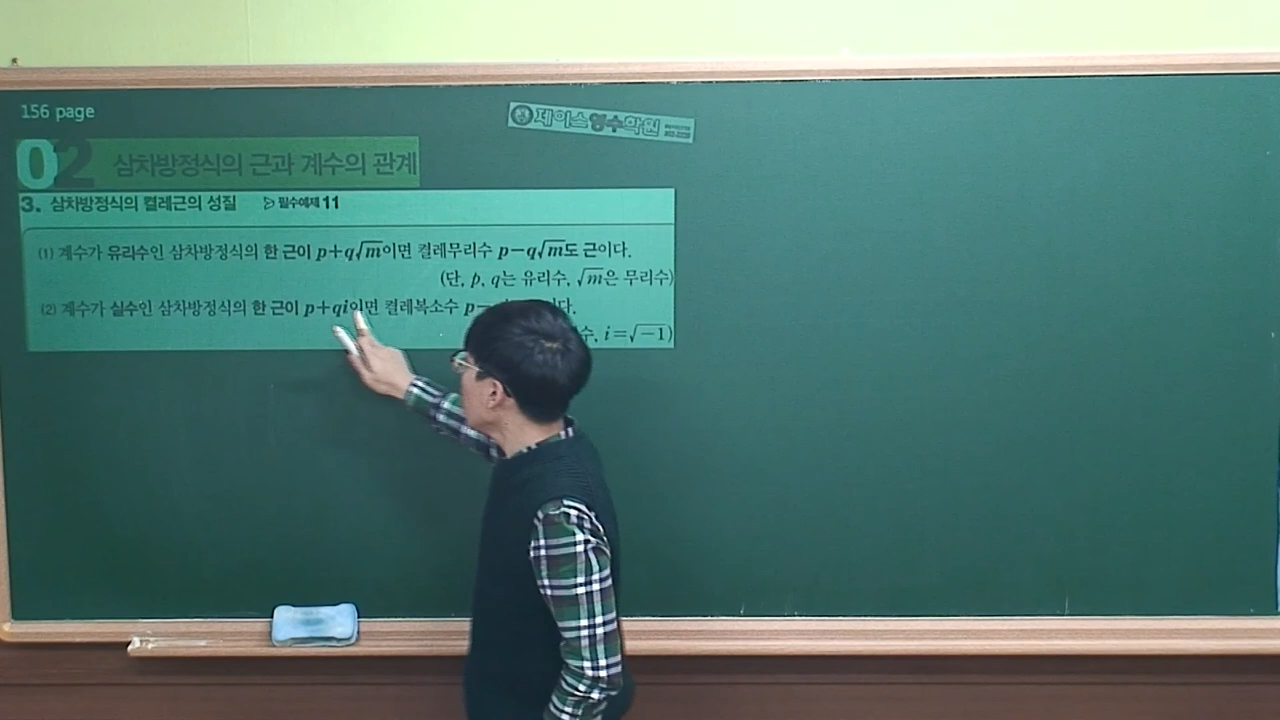 156 page
제이스영수학원
02 삼차방정식의 근과 계수의 관계
3. 삼차방정식의 켤레근의 성질 ▷ 필수예제 11
(1) 계수가 유리수인 삼차방정식의 한 근이 p+q√m이면 켤레무리수 p−q√m도 근이다.
(단, p, q는 유리수, √m은 무리수)
(2) 계수가 실수인 삼차방정식의 한 근이 p+qi이면 켤레복소수 p− 다.
수, i=√−1)